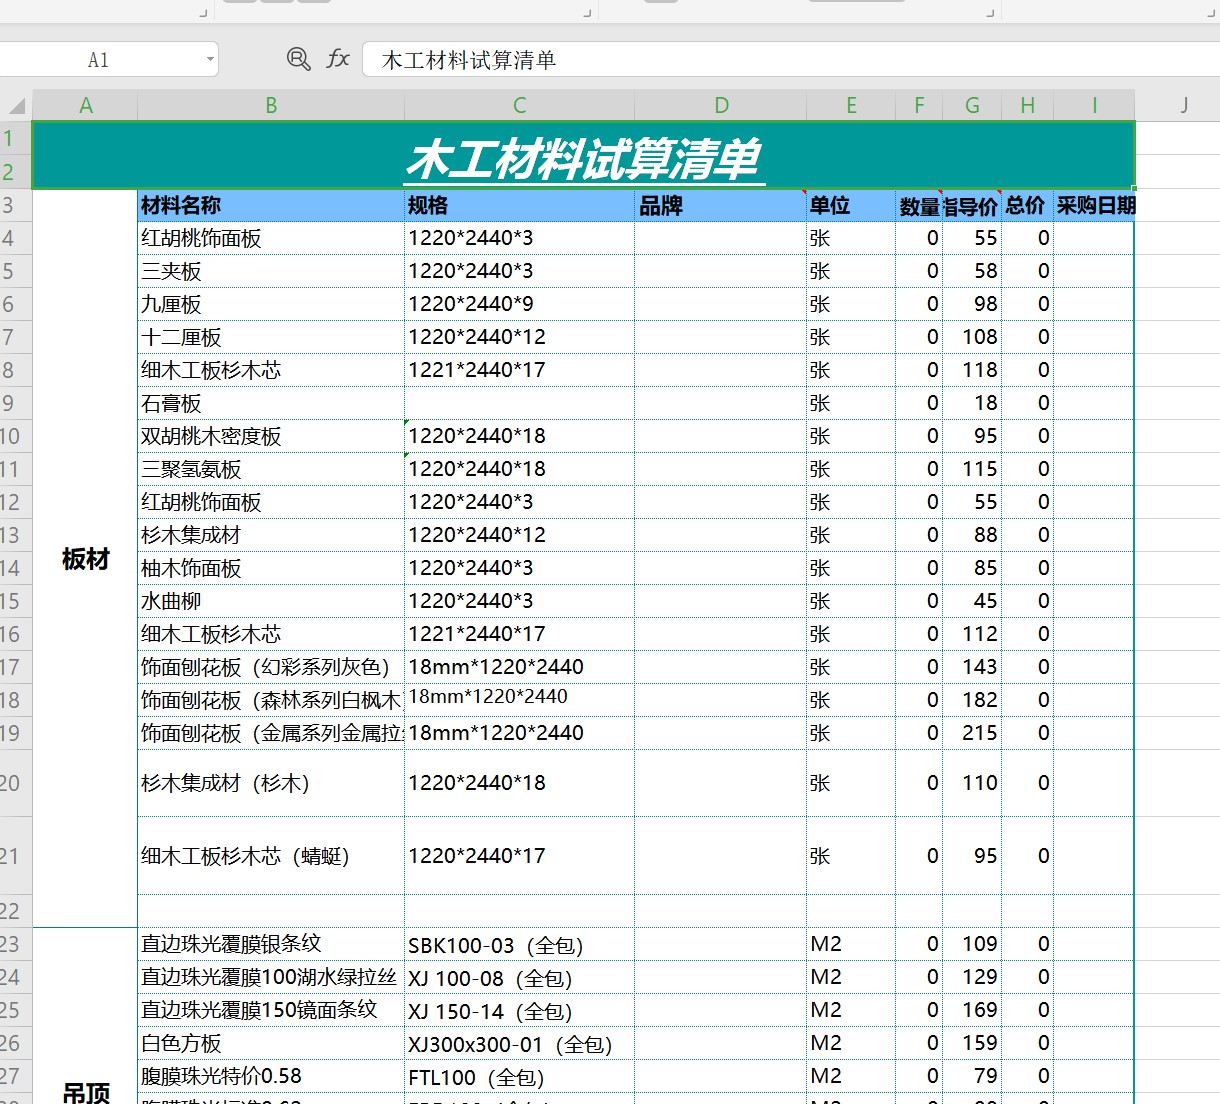 A1 fx 木工材料试算清单
A B C D E F G H I J
1 木工材料试算清单
2
3 材料名称 规格 品牌 单位 数量 指导价 总价 采购日期
4 红胡桃饰面板 1220*2440*3 张 0 55 0
5 三夹板 1220*2440*3 张 0 58 0
6 九厘板 1220*2440*9 张 0 98 0
7 十二厘板 1220*2440*12 张 0 108 0
8 细木工板杉木芯 1221*2440*17 张 0 118 0
9 石膏板 张 0 18 0
10 双胡桃木密度板 1220*2440*18 张 0 95 0
11 三聚氢氨板 1220*2440*18 张 0 115 0
12 红胡桃饰面板 1220*2440*3 张 0 55 0
13 杉木集成材 1220*2440*12 张 0 88 0
板材
14 柚木饰面板 1220*2440*3 张 0 85 0
15 水曲柳 1220*2440*3 张 0 45 0
16 细木工板杉木芯 1221*2440*17 张 0 112 0
17 饰面刨花板（幻彩系列灰色） 18mm*1220*2440 张 0 143 0
18 饰面刨花板（森林系列白枫木 18mm*1220*2440 张 0 182 0
19 饰面刨花板（金属系列金属拉 18mm*1220*2440 张 0 215 0
20 杉木集成材（杉木） 1220*2440*18 张 0 110 0
21 细木工板杉木芯（蜻蜓） 1220*2440*17 张 0 95 0
22
23 直边珠光覆膜银条纹 SBK100-03（全包） M2 0 109 0
24 直边珠光覆膜100湖水绿拉丝 XJ 100-08（全包） M2 0 129 0
25 直边珠光覆膜150镜面条纹 XJ 150-14（全包） M2 0 169 0
26 白色方板 XJ300x300-01（全包） M2 0 159 0
27 腹膜珠光特价0.58 FTL100（全包） M2 0 79 0
吊顶